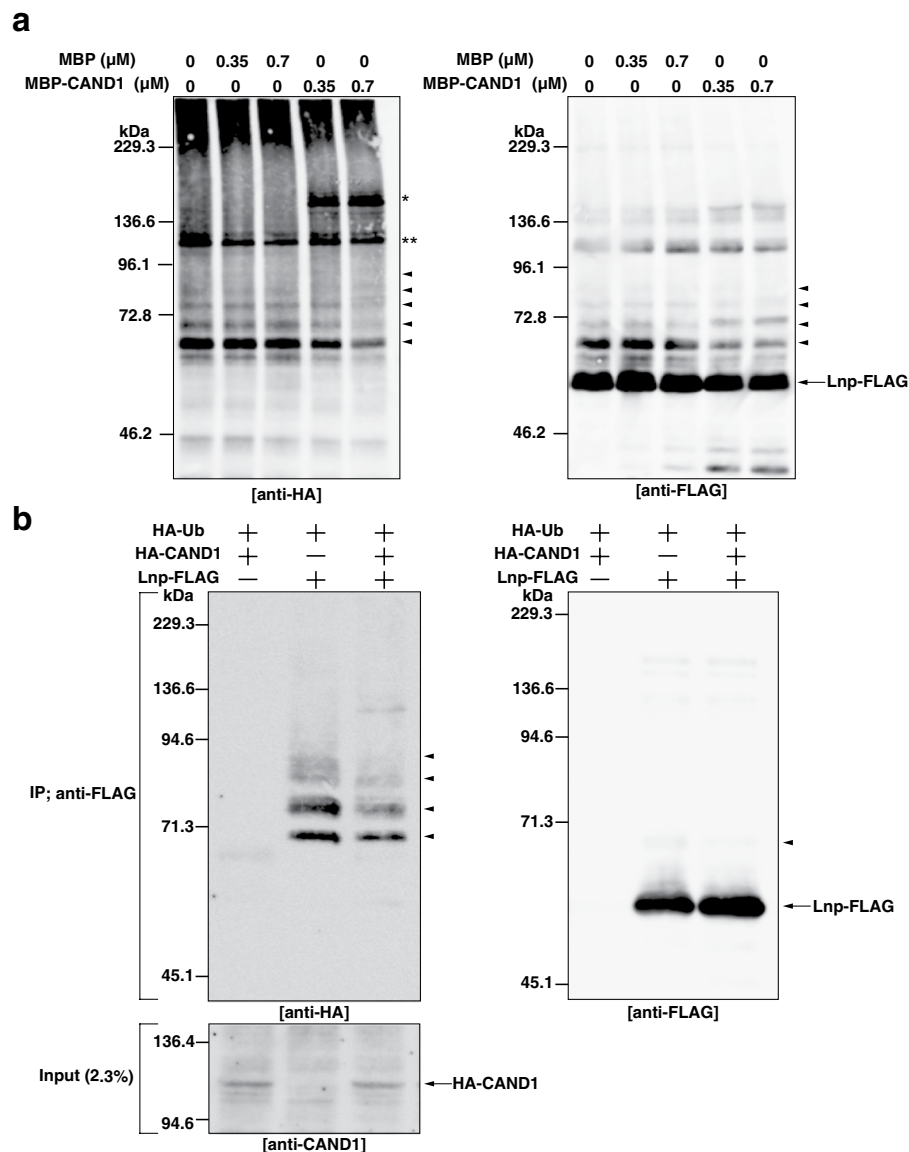 a
MBP (µM) 0 0.35 0.7 0 0
MBP-CAND1 (µM) 0 0 0 0.35 0.7
kDa
229.3
*
136.6
**
96.1
72.8
46.2
[anti-HA]
MBP (µM) 0 0.35 0.7 0 0
MBP-CAND1 (µM) 0 0 0 0.35 0.7
kDa
229.3
136.6
96.1
72.8
Lnp-FLAG
46.2
[anti-FLAG]
b
HA-Ub + + +
HA-CAND1 + − +
Lnp-FLAG − + +
kDa
229.3
136.6
94.6
IP; anti-FLAG
71.3
45.1
[anti-HA]
HA-Ub + + +
HA-CAND1 + − +
Lnp-FLAG − + +
kDa
229.3
136.6
94.6
71.3
Lnp-FLAG
45.1
[anti-FLAG]
136.4
Input (2.3%)
HA-CAND1
94.6
[anti-CAND1]